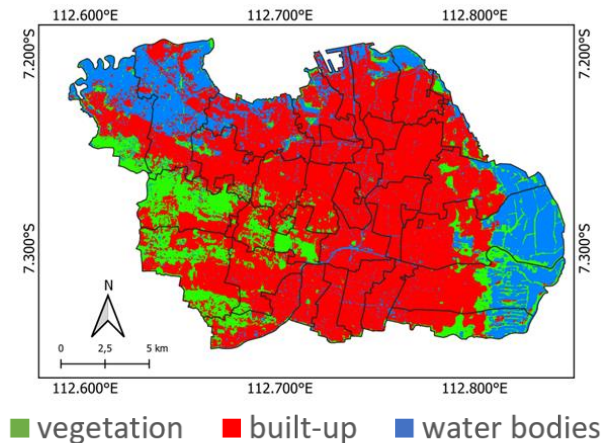 112.600°E 112.700°E 112.800°E
7.200°S 7.200°S
7.300°S 7.300°S
N
0 2,5 5 km
112.600°E 112.700°E 112.800°E
vegetation built-up water bodies